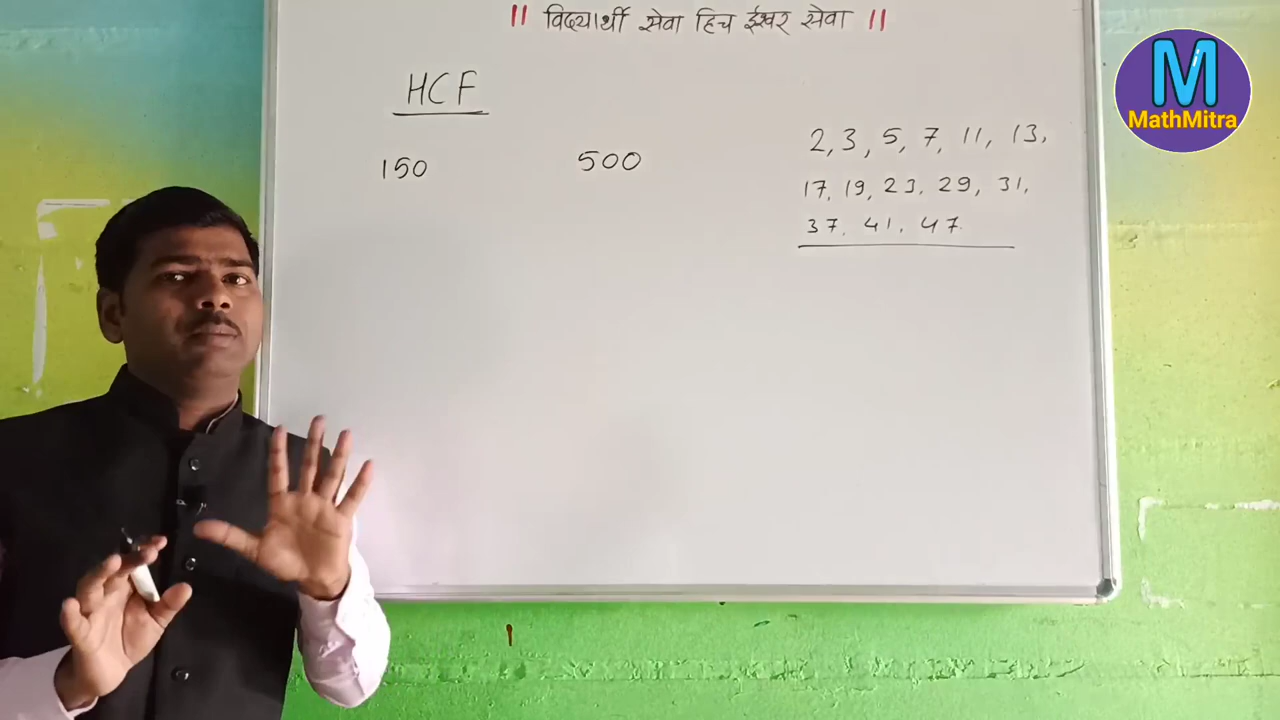 || विद्यार्थी सेवा हिच ईश्वर सेवा ||
HCF
150 500
2, 3, 5, 7, 11, 13,
17, 19, 23, 29, 31,
37, 41, 47.
M
MathMitra